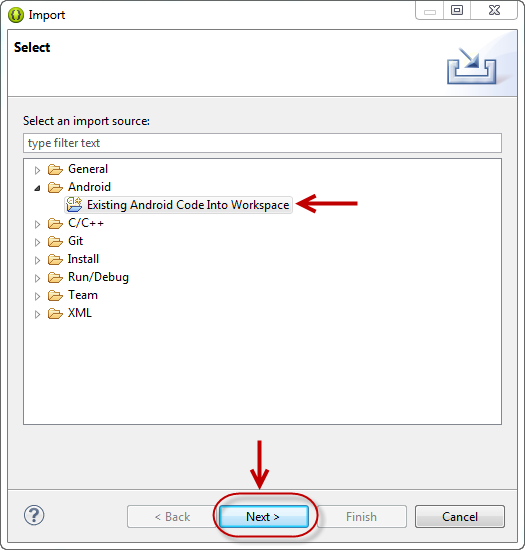 Import
Select
Select an import source:
type filter text
General
Android
Existing Android Code Into Workspace
C/C++
Git
Install
Run/Debug
Team
XML
< Back Next > Finish Cancel